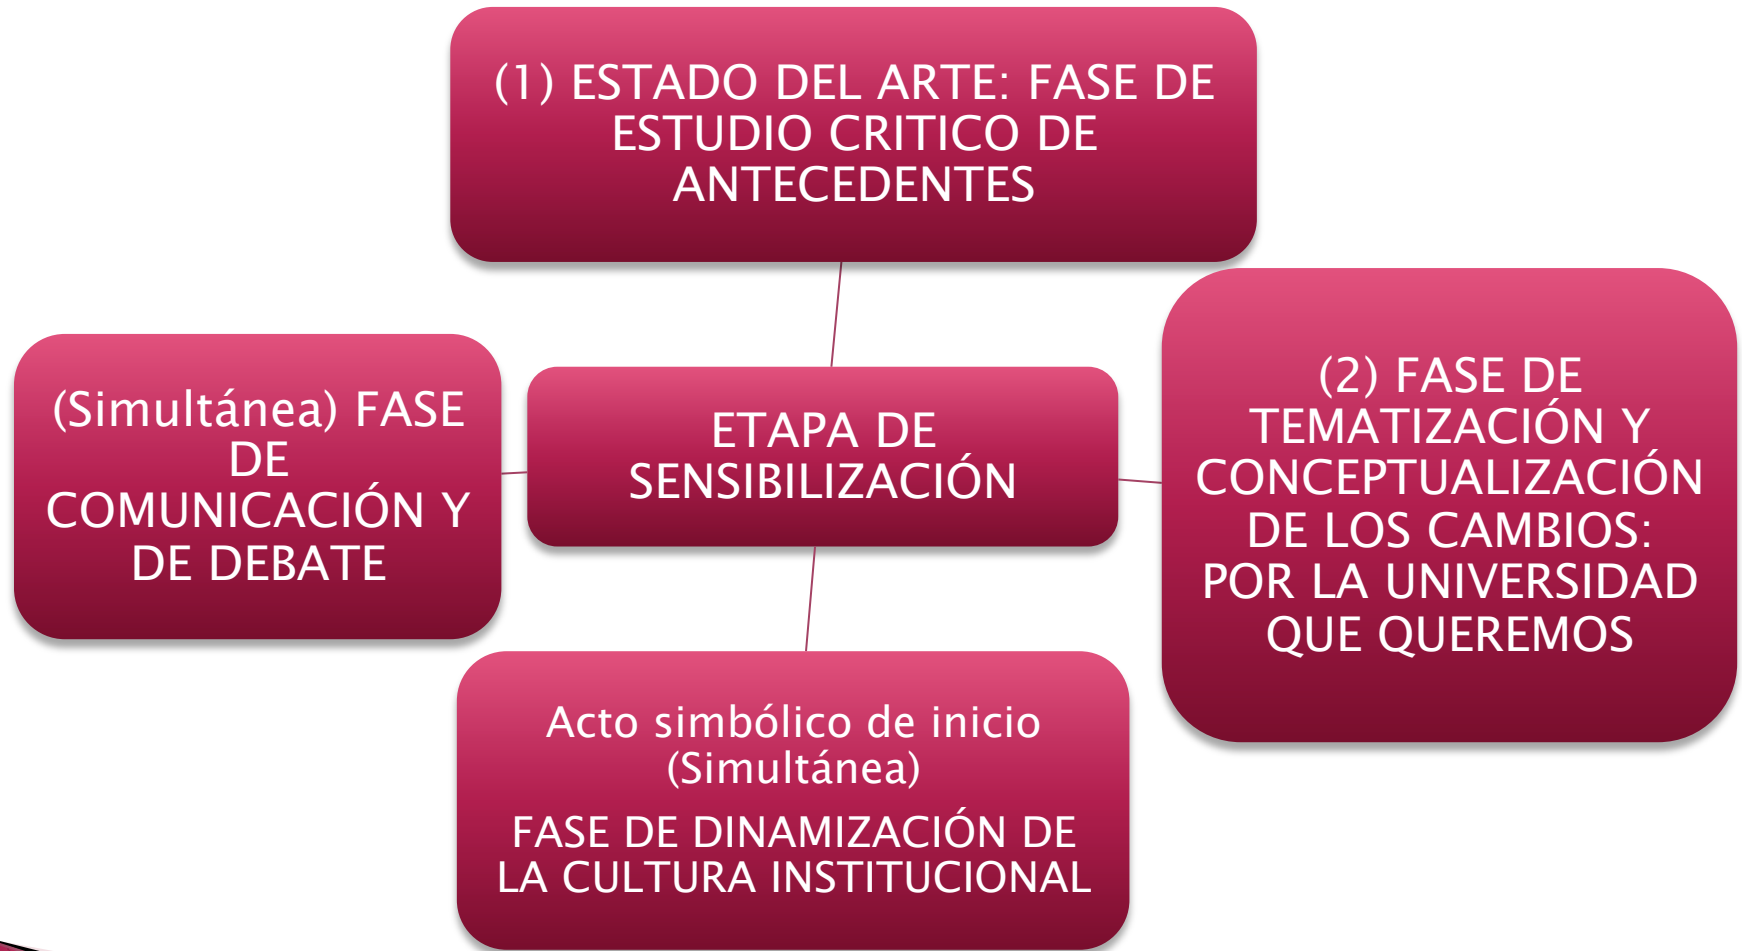 (1) ESTADO DEL ARTE: FASE DE
ESTUDIO CRITICO DE
ANTECEDENTES
(Simultánea) FASE
DE
COMUNICACIÓN Y
DE DEBATE
ETAPA DE
SENSIBILIZACIÓN
(2) FASE DE
TEMATIZACIÓN Y
CONCEPTUALIZACIÓN
DE LOS CAMBIOS:
POR LA UNIVERSIDAD
QUE QUEREMOS
Acto simbólico de inicio
(Simultánea)
FASE DE DINAMIZACIÓN DE
LA CULTURA INSTITUCIONAL